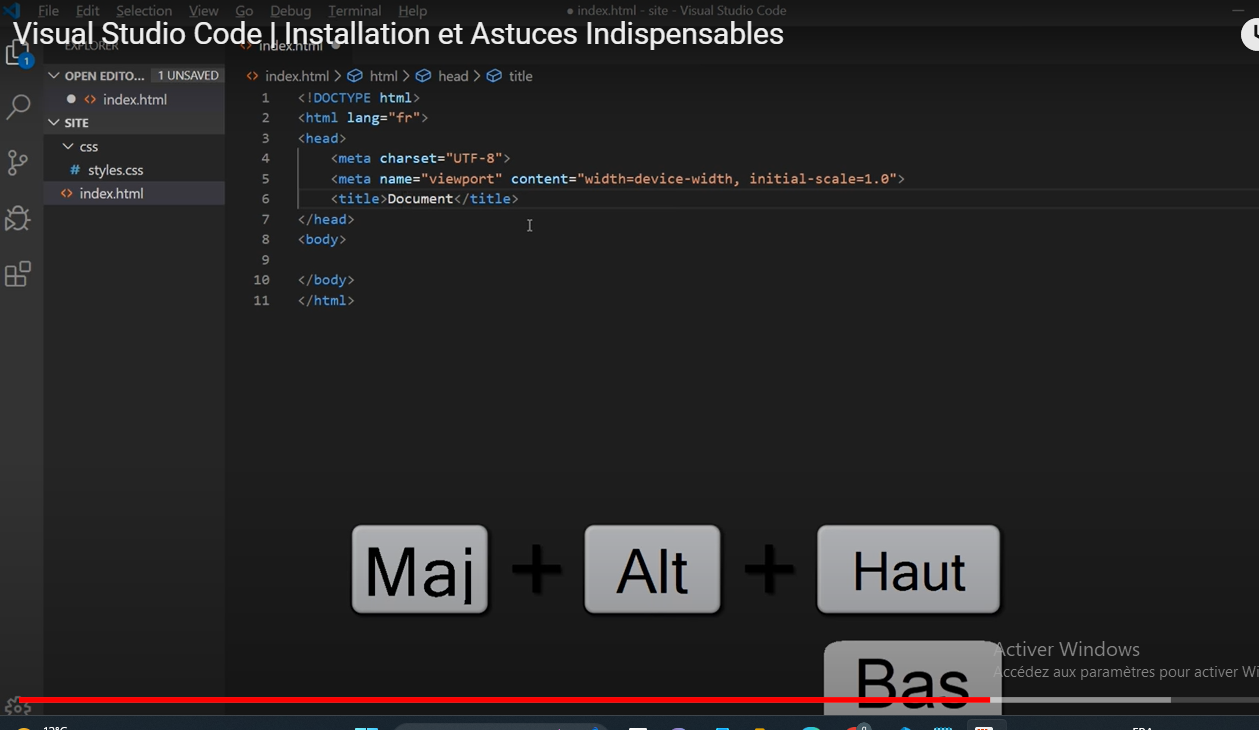 File Edit Selection View Go Debug Terminal Help
● index.html - site - Visual Studio Code
Visual Studio Code | Installation et Astuces Indispensables
EXPLORER
index.html
1
OPEN EDITO... 1 UNSAVED
index.html
SITE
css
# styles.css
index.html
index.html > html > head > title
1 <!DOCTYPE html>
2 <html lang="fr">
3 <head>
4 <meta charset="UTF-8">
5 <meta name="viewport" content="width=device-width, initial-scale=1.0">
6 <title>Document</title>
7 </head>
8 <body>
9
10 </body>
11 </html>
Maj + Alt + Haut
Bas
Activer Windows
Accédez aux paramètres pour activer Wi